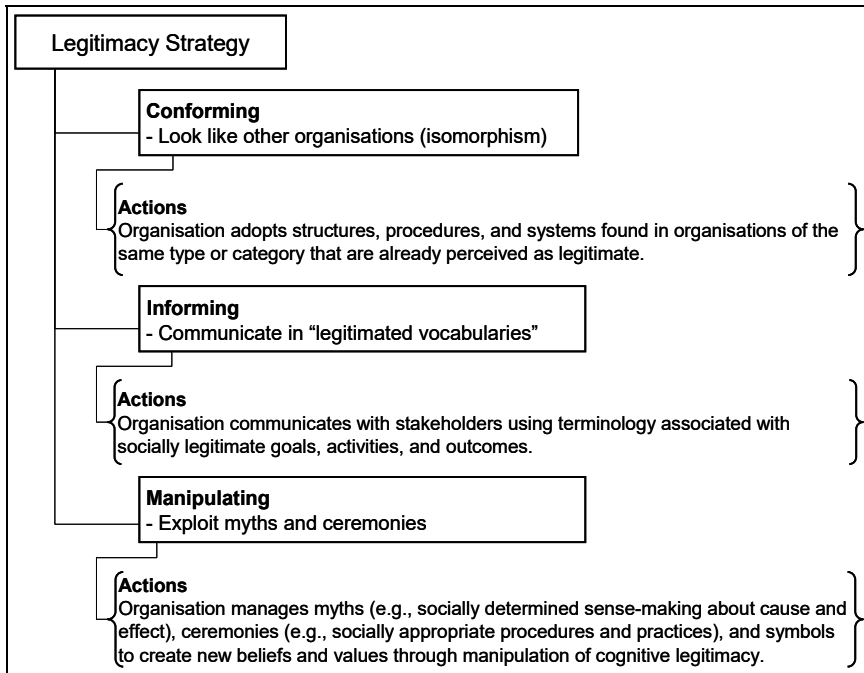 Legitimacy Strategy
Conforming
- Look like other organisations (isomorphism)
Actions
Organisation adopts structures, procedures, and systems found in organisations of the
same type or category that are already perceived as legitimate.
Informing
- Communicate in “legitimated vocabularies”
Actions
Organisation communicates with stakeholders using terminology associated with
socially legitimate goals, activities, and outcomes.
Manipulating
- Exploit myths and ceremonies
Actions
Organisation manages myths (e.g., socially determined sense-making about cause and
effect), ceremonies (e.g., socially appropriate procedures and practices), and symbols
to create new beliefs and values through manipulation of cognitive legitimacy.